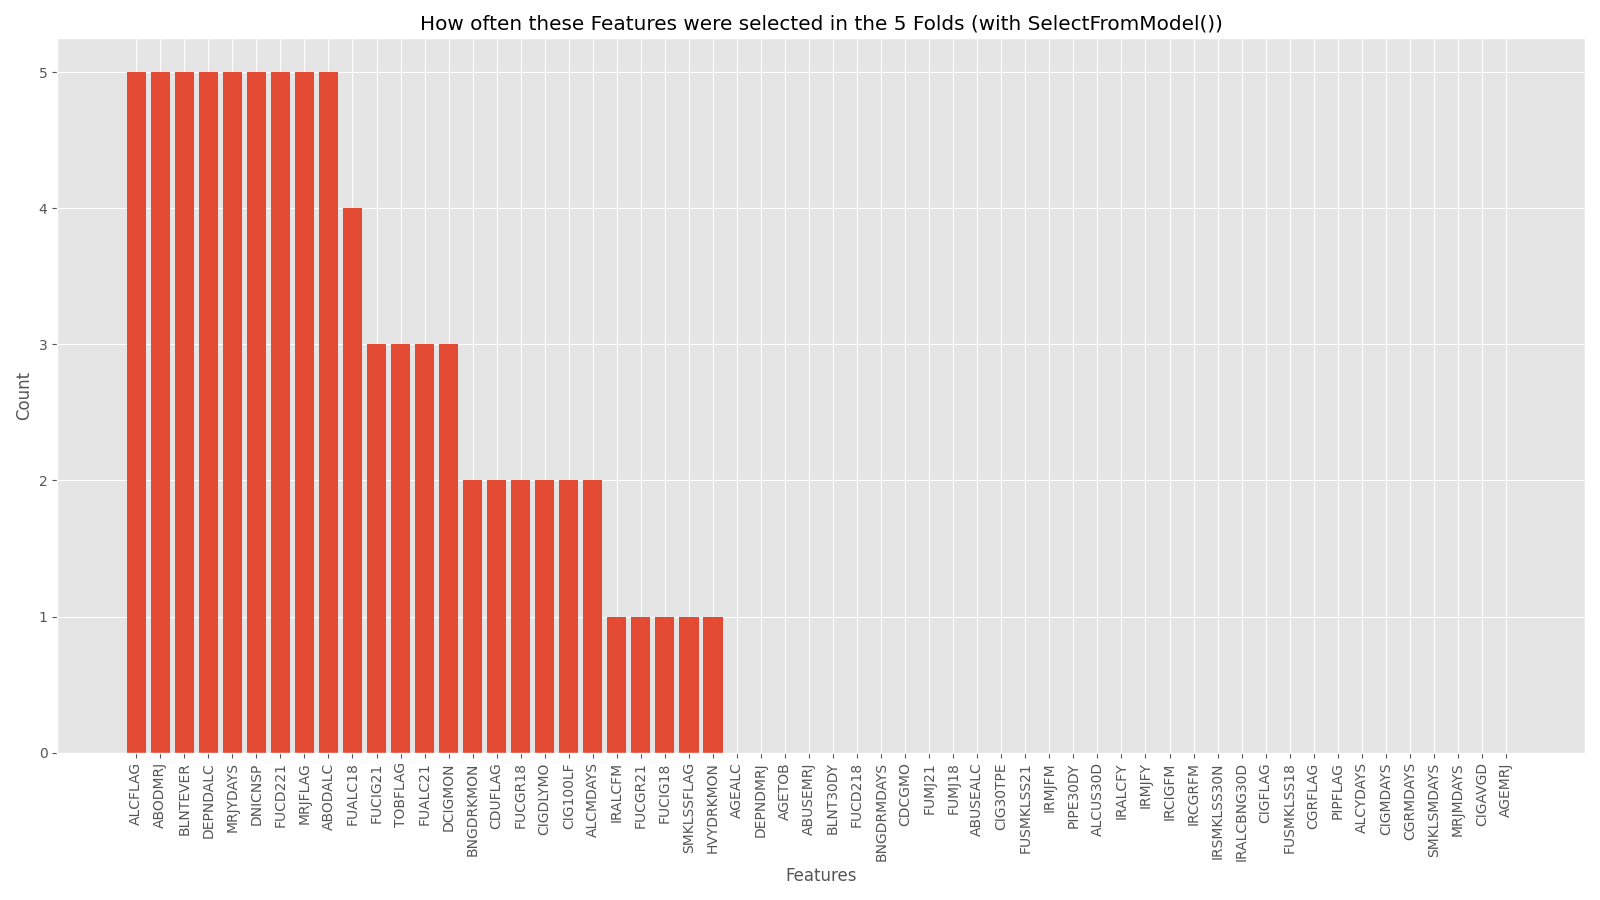 How often these Features were selected in the 5 Folds (with SelectFromModel())
5
4
3
2
1
0
Count
ALCFLAG
ABODMRJ
BLNTEVER
DEPNDALC
MRJYDAYS
DNICNSP
FUCD221
MRJFLAG
ABODALC
FUALC18
FUCIG21
TOBFLAG
FUALC21
DCIGMON
BNGDRKMON
CDUFLAG
FUCGR18
CIGDLYMO
CIG100LF
ALCMDAYS
IRALCFM
FUCGR21
FUCIG18
SMKLSSFLAG
HVYDRKMON
AGEALC
DEPNDMRJ
AGETOB
ABUSEMRJ
BLNT30DY
FUCD218
BNGDRMDAYS
CDCGMO
FUMJ21
FUMJ18
ABUSEALC
CIG30TPE
FUSMKLSS21
IRMJFM
PIPE30DY
ALCUS30D
IRALCFY
IRMJFY
IRCIGFM
IRCGRFM
IRSMKLSS30N
IRALCBNG30D
CIGFLAG
FUSMKLSS18
CGRFLAG
PIPFLAG
ALCYDAYS
CIGMDAYS
CGRMDAYS
SMKLSMDAYS
MRJMDAYS
CIGAVGD
AGEMRJ
Features